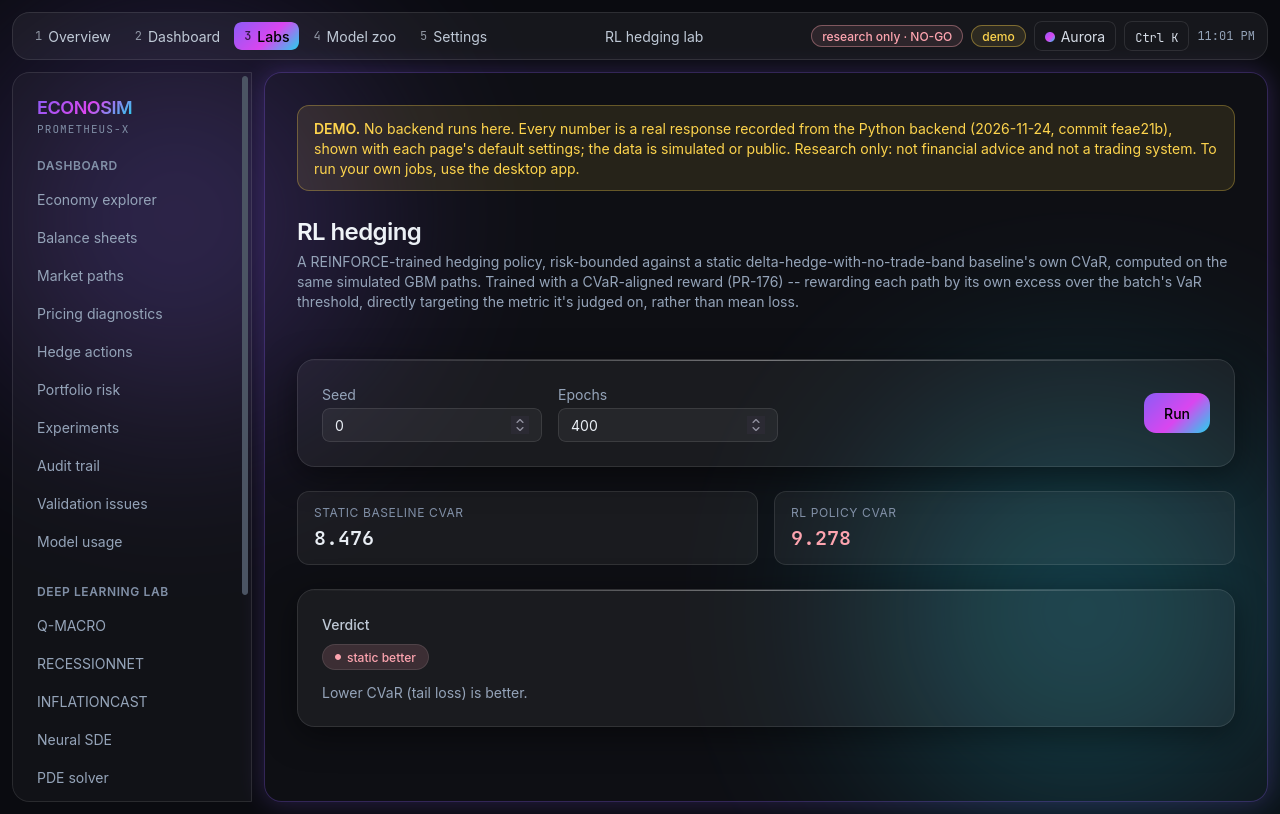 1 Overview 2 Dashboard 3 Labs 4 Model zoo 5 Settings RL hedging lab research only · NO-GO demo Aurora Ctrl K 11:01 PM
ECONOSIM
PROMETHEUS-X
DASHBOARD
Economy explorer
Balance sheets
Market paths
Pricing diagnostics
Hedge actions
Portfolio risk
Experiments
Audit trail
Validation issues
Model usage
DEEP LEARNING LAB
Q-MACRO
RECESSIONNET
INFLATIONCAST
Neural SDE
PDE solver
DEMO. No backend runs here. Every number is a real response recorded from the Python backend (2026-11-24, commit feae21b),
shown with each page's default settings; the data is simulated or public. Research only: not financial advice and not a trading system. To
run your own jobs, use the desktop app.
RL hedging
A REINFORCE-trained hedging policy, risk-bounded against a static delta-hedge-with-no-trade-band baseline's own CVaR, computed on the
same simulated GBM paths. Trained with a CVaR-aligned reward (PR-176) -- rewarding each path by its own excess over the batch's VaR
threshold, directly targeting the metric it's judged on, rather than mean loss.
Seed Epochs
0 400 Run
STATIC BASELINE CVAR RL POLICY CVAR
8.476 9.278
Verdict
static better
Lower CVaR (tail loss) is better.